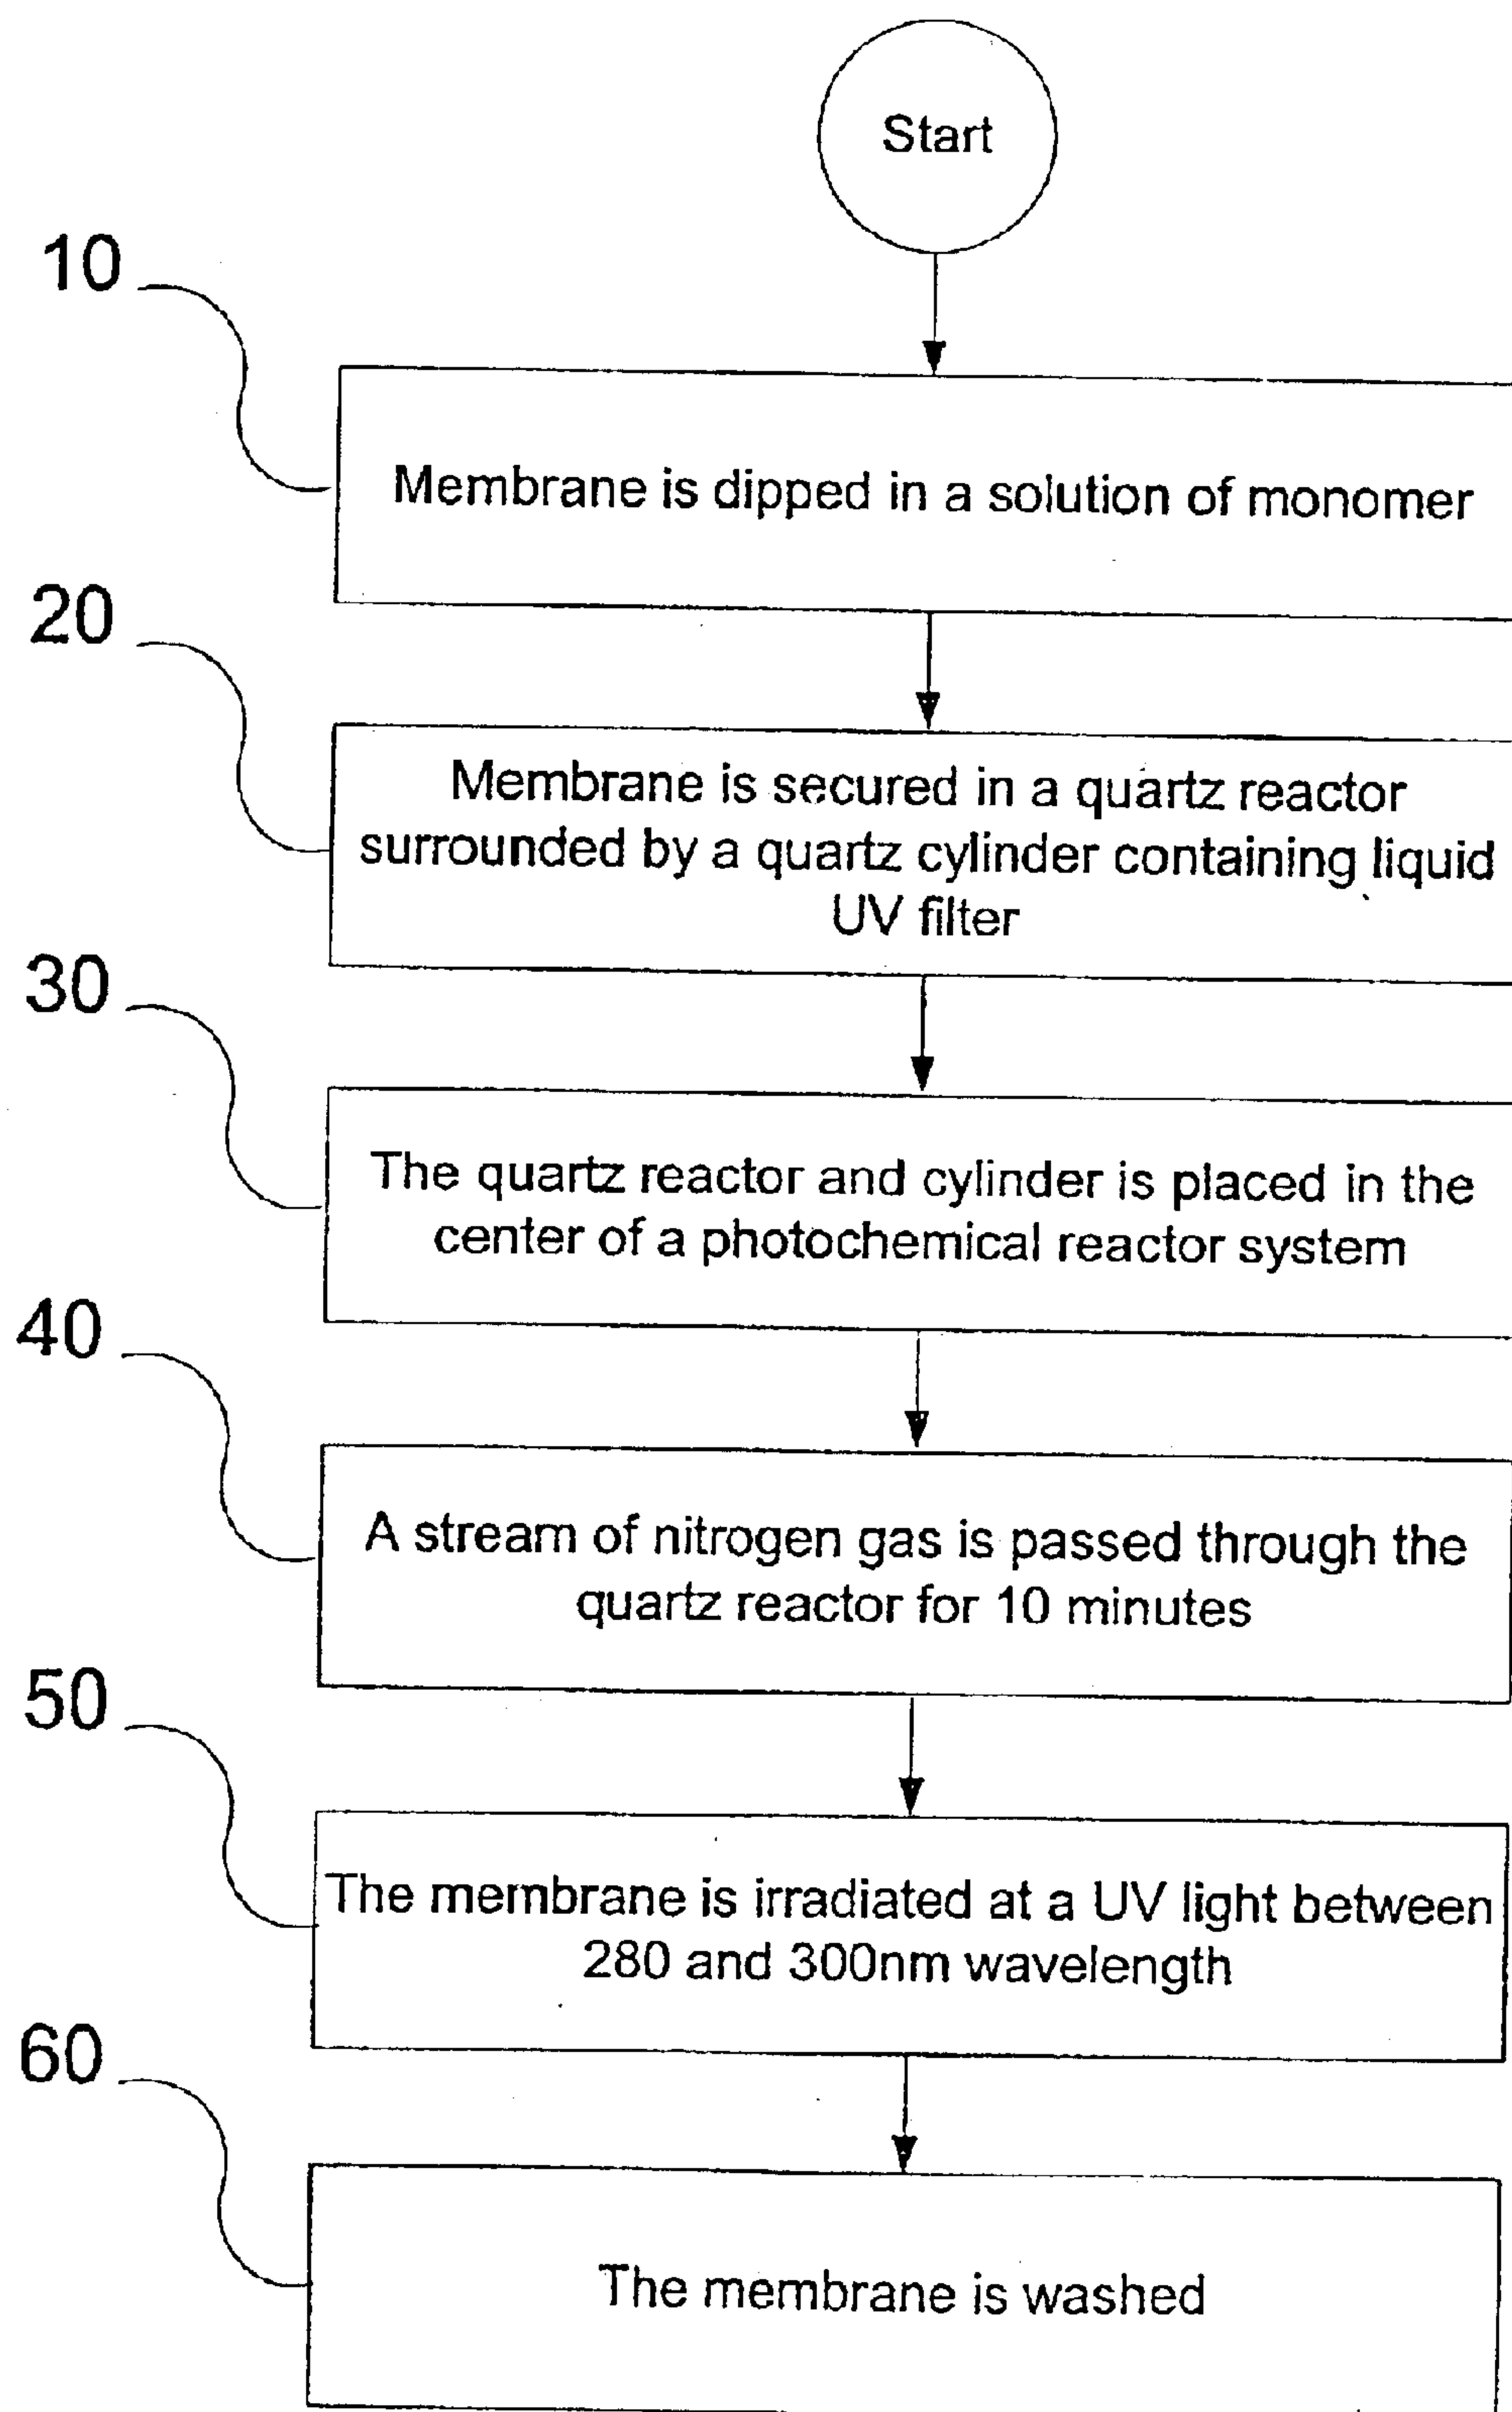 Start
10
Membrane is dipped in a solution of monomer
20
Membrane is secured in a quartz reactor
surrounded by a quartz cylinder containing liquid
UV filter
30
The quartz reactor and cylinder is placed in the
center of a photochemical reactor system
40
A stream of nitrogen gas is passed through the
quartz reactor for 10 minutes
50
The membrane is irradiated at a UV light between
280 and 300nm wavelength
60
The membrane is washed